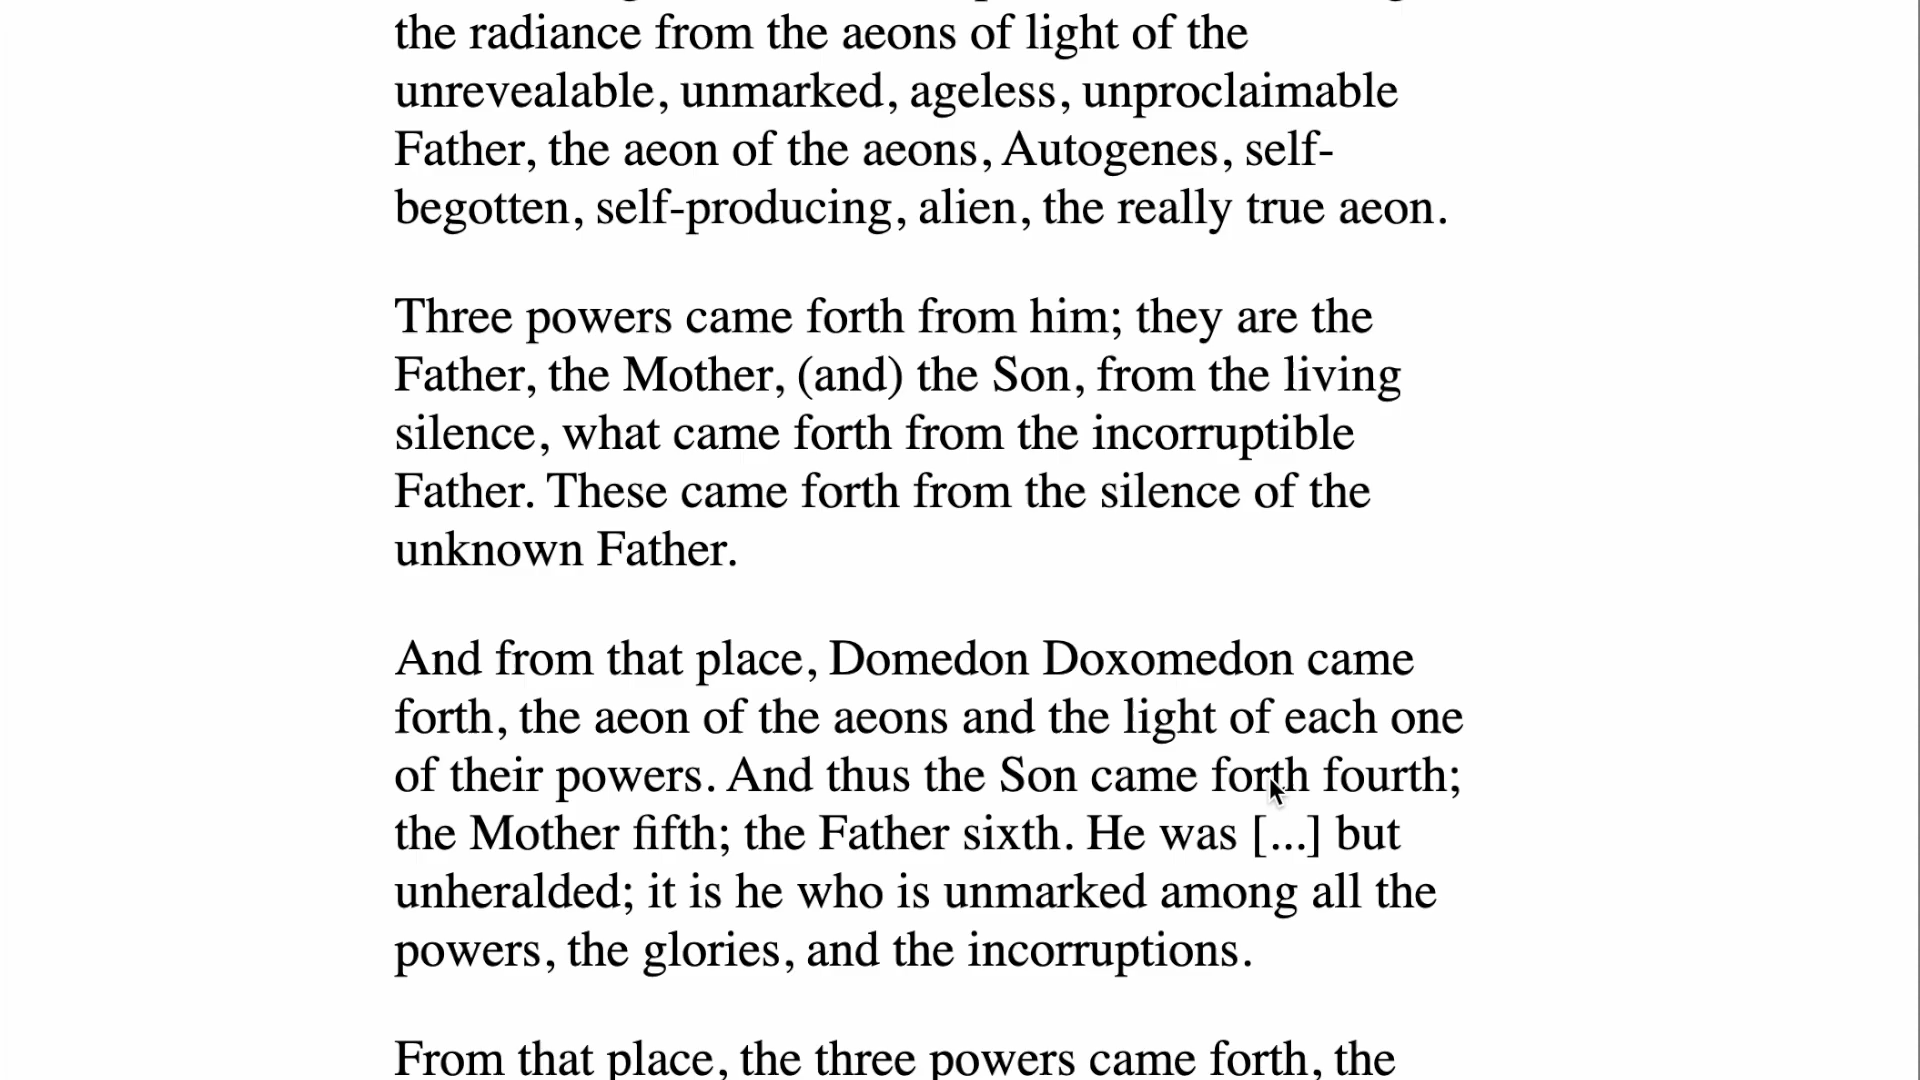 the radiance from the aeons of light of the
unrevealable, unmarked, ageless, unproclaimable
Father, the aeon of the aeons, Autogenes, self-
begotten, self-producing, alien, the really true aeon.
Three powers came forth from him; they are the
Father, the Mother, (and) the Son, from the living
silence, what came forth from the incorruptible
Father. These came forth from the silence of the
unknown Father.
And from that place, Domedon Doxomedon came
forth, the aeon of the aeons and the light of each one
of their powers. And thus the Son came forth fourth;
the Mother fifth; the Father sixth. He was [...] but
unheralded; it is he who is unmarked among all the
powers, the glories, and the incorruptions.
From that place, the three powers came forth, the